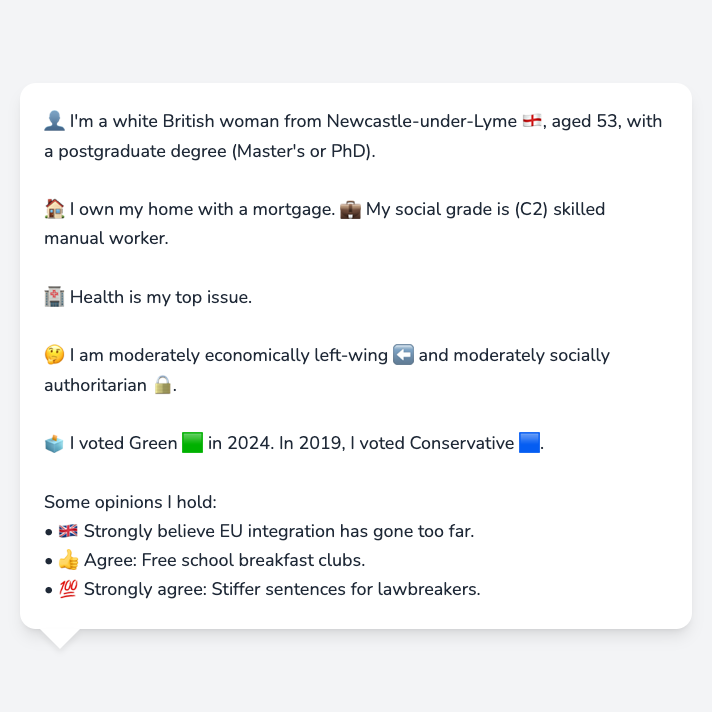 👤 I'm a white British woman from Newcastle-under-Lyme 🏴󠁧󠁢󠁥󠁮󠁧󠁿, aged 53, with
a postgraduate degree (Master's or PhD).
🏠 I own my home with a mortgage. 💼 My social grade is (C2) skilled
manual worker.
🏥 Health is my top issue.
🤔 I am moderately economically left-wing ⬅️ and moderately socially
authoritarian 🔒.
🗳️ I voted Green 🟩 in 2024. In 2019, I voted Conservative 🟦.
Some opinions I hold:
• 🇬🇧 Strongly believe EU integration has gone too far.
• 👍 Agree: Free school breakfast clubs.
• 💯 Strongly agree: Stiffer sentences for lawbreakers.